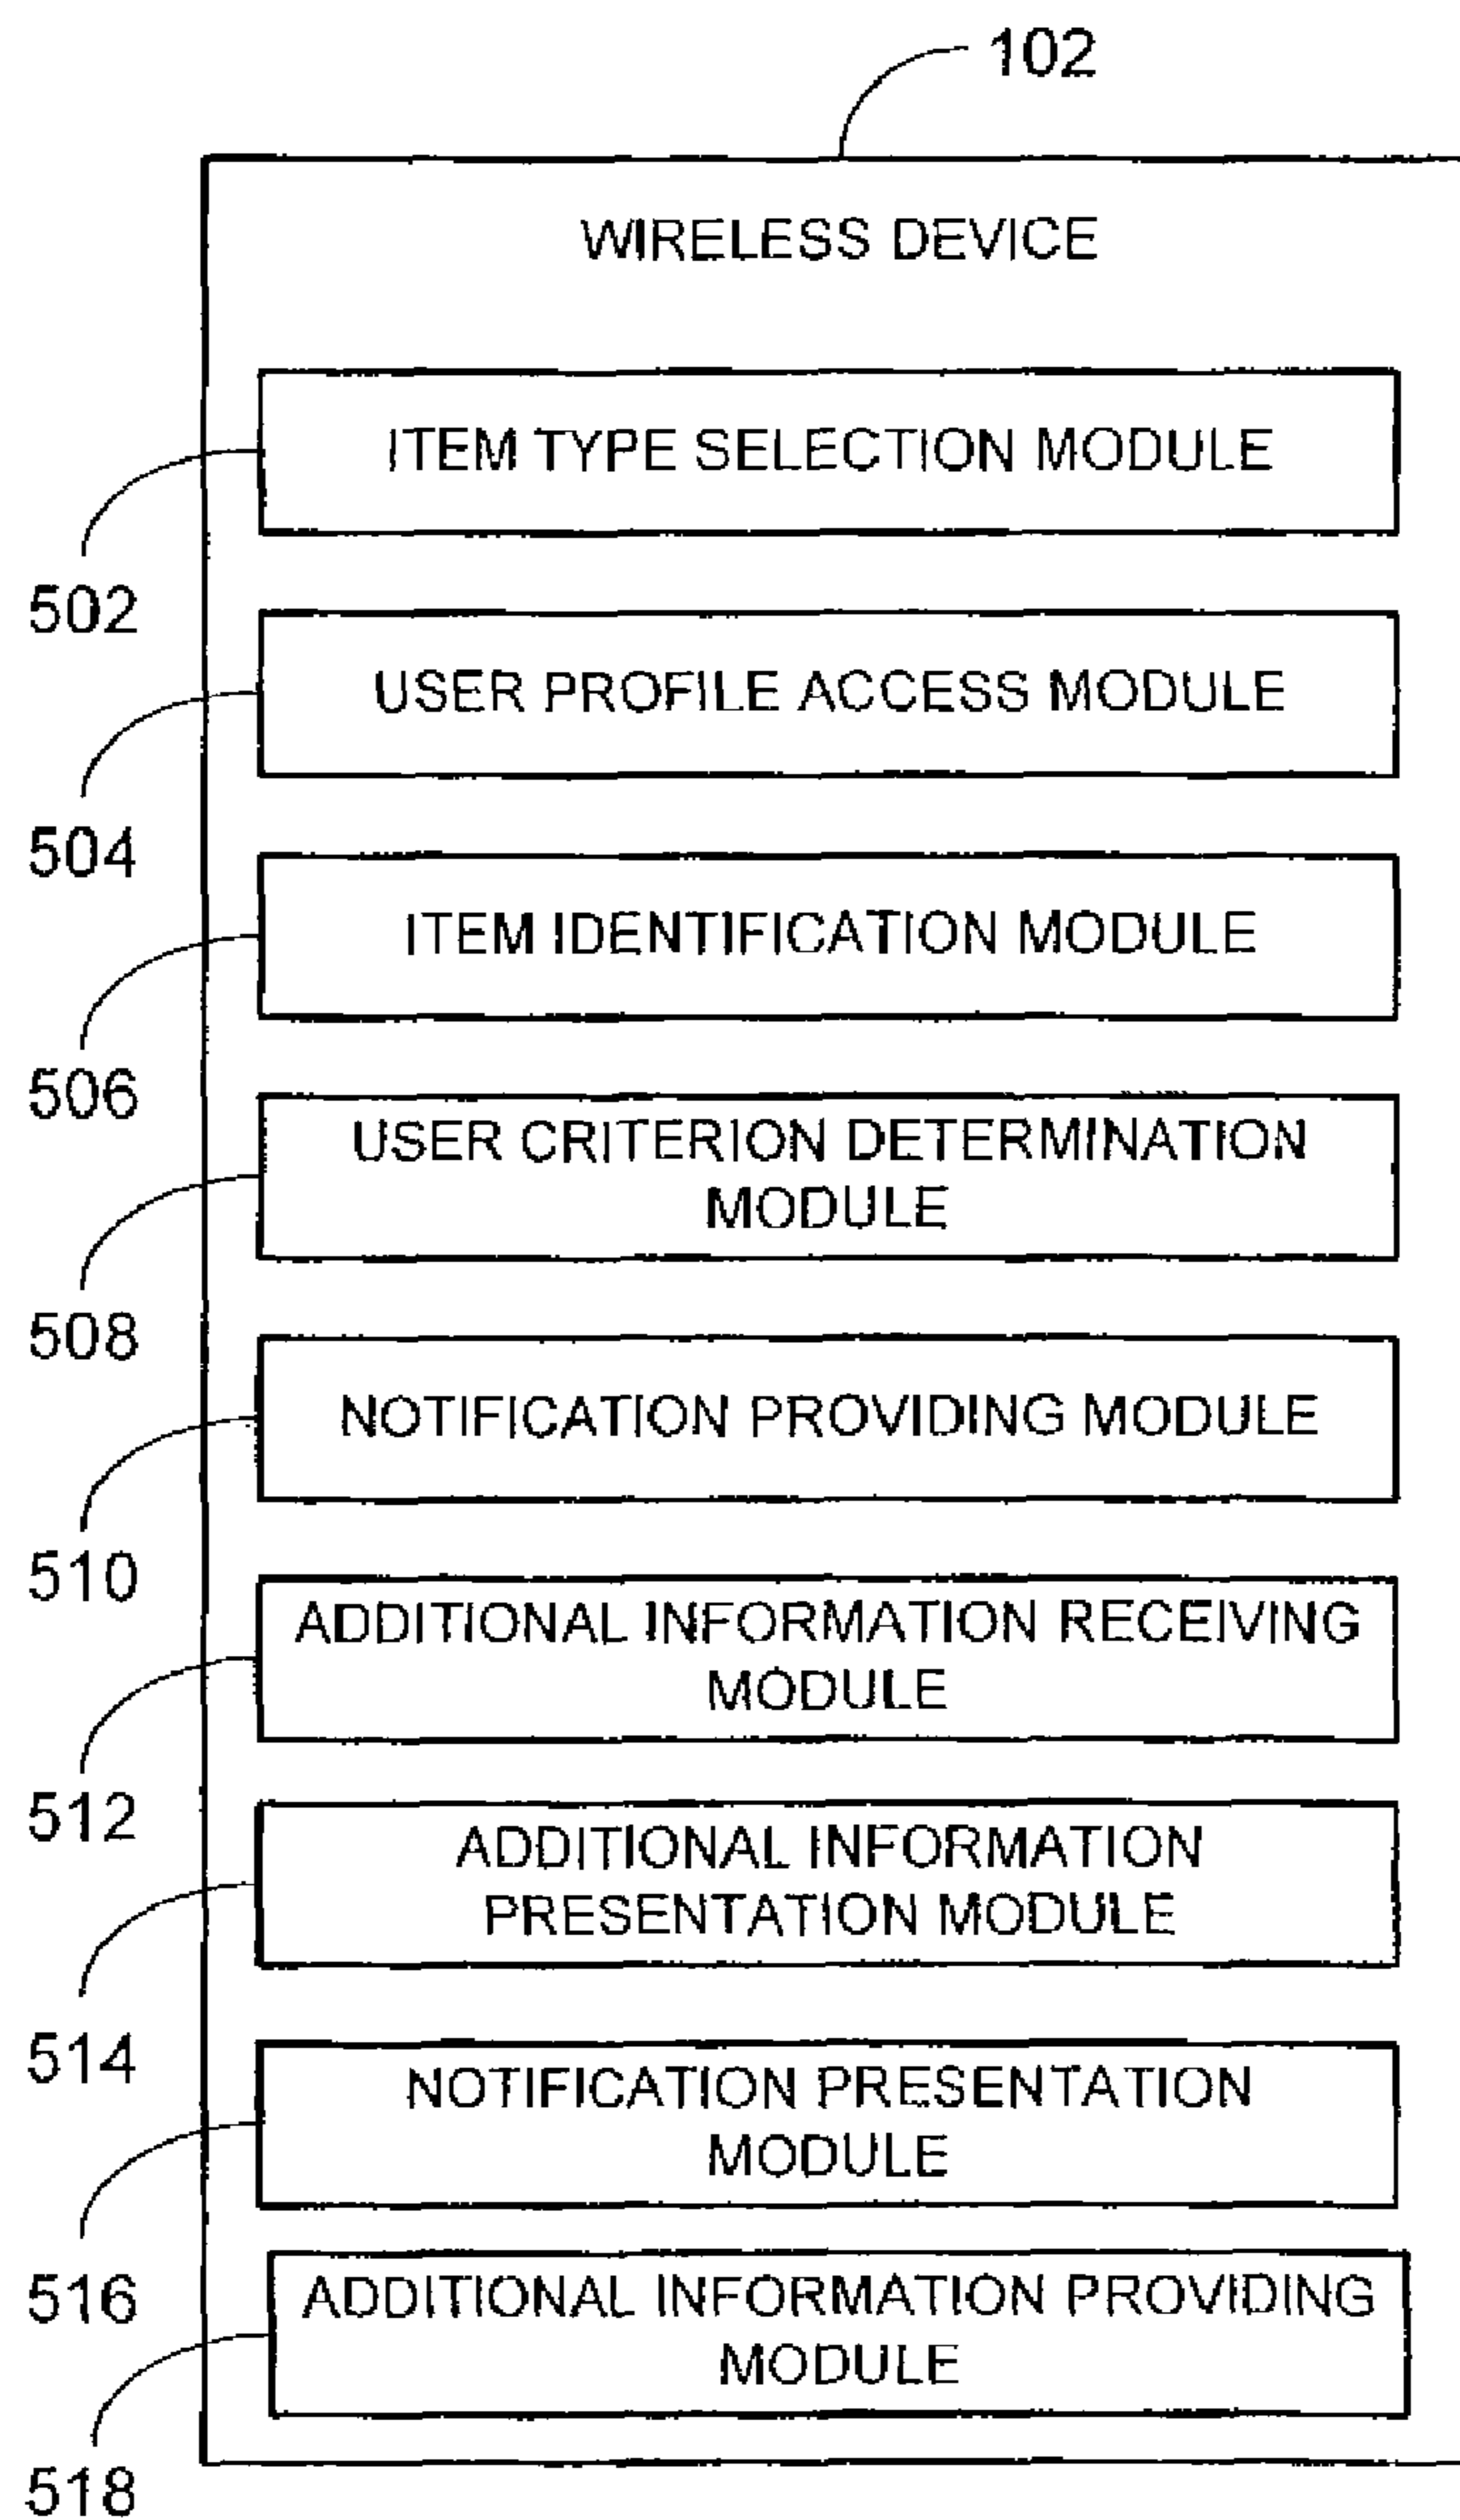 102
WIRELESS DEVICE
ITEM TYPE SELECTION MODULE
502
USER PROFILE ACCESS MODULE
504
ITEM IDENTIFICATION MODULE
506
USER CRITERION DETERMINATION
MODULE
508
NOTIFICATION PROVIDING MODULE
510
ADDITIONAL INFORMATION RECEIVING
MODULE
512
ADDITIONAL INFORMATION
PRESENTATION MODULE
514
NOTIFICATION PRESENTATION
MODULE
516
ADDITIONAL INFORMATION PROVIDING
MODULE
518